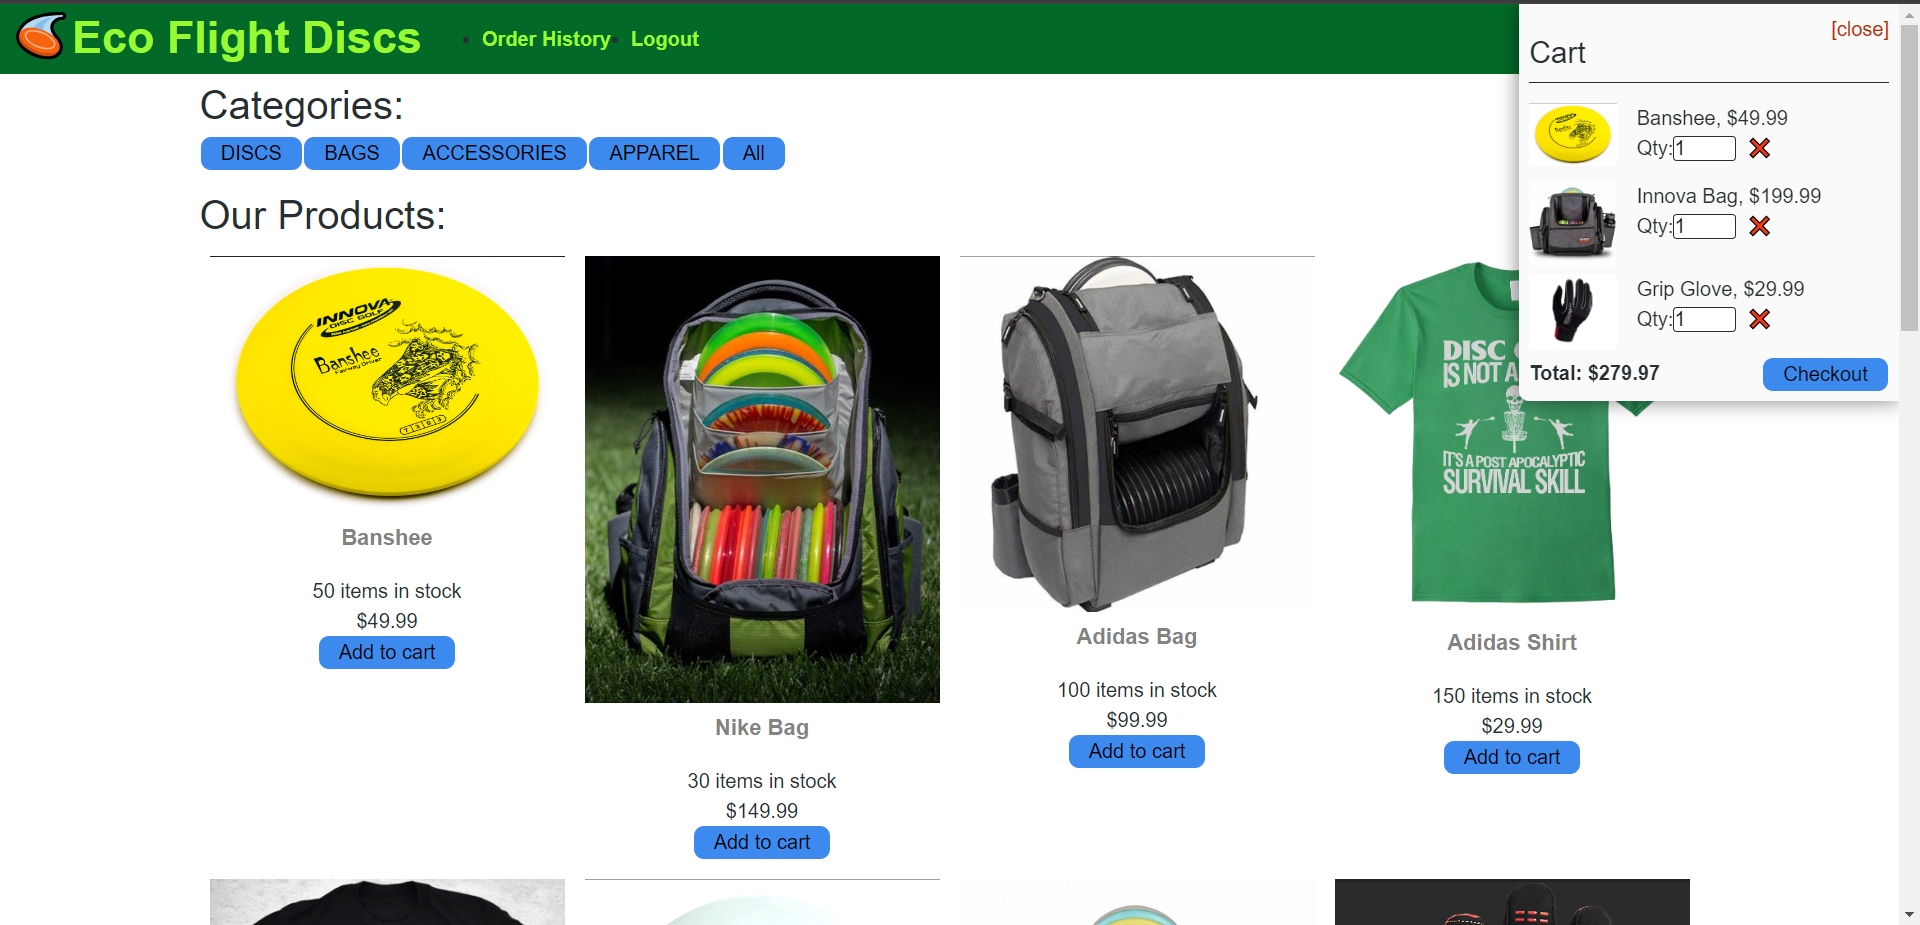 Eco Flight Discs
Order History
Logout
[close]
Cart
Banshee, $49.99
Qty: 1
Innova Bag, $199.99
Qty: 1
Grip Glove, $29.99
Qty: 1
Total: $279.97
Checkout
Categories:
DISCS
BAGS
ACCESSORIES
APPAREL
All
Our Products:
INNOVA
DISC GOLF
Banshee
Fairway Driver
Banshee
50 items in stock
$49.99
Add to cart
Nike Bag
30 items in stock
$149.99
Add to cart
Adidas Bag
100 items in stock
$99.99
Add to cart
DISC
IS NOT A
IT'S A POST APOCALYPTIC
SURVIVAL SKILL
Adidas Shirt
150 items in stock
$29.99
Add to cart